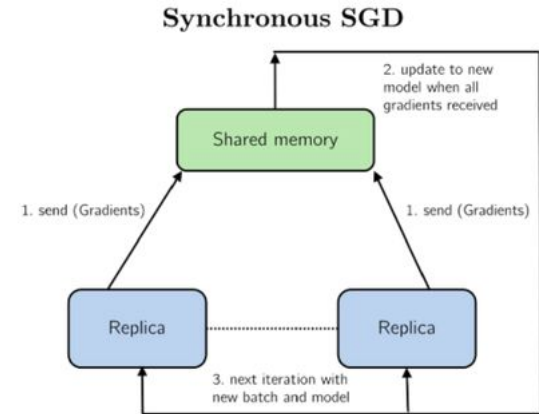 Synchronous SGD
2. update to new
model when all
gradients received
Shared memory
1. send (Gradients)
1. send (Gradients)
Replica
Replica
3. next iteration with
new batch and model